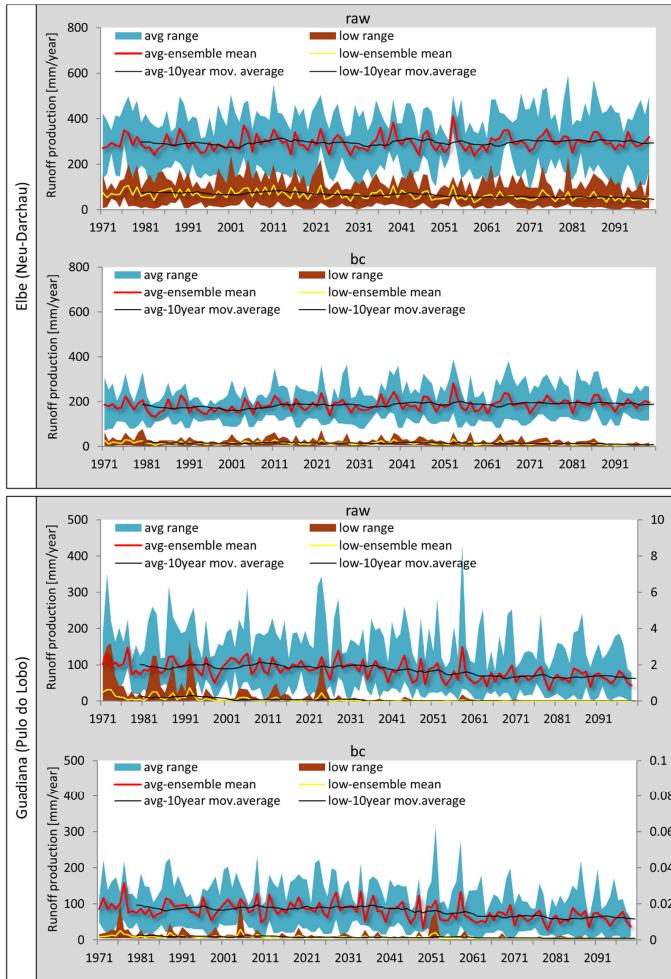 Elbe (Neu-Darchau)
raw
Runoff production [mm/year]
800
600
400
200
0
avg range
low range
avg-ensemble mean
low-ensemble mean
avg-10year mov. average
low-10year mov. average
1971 1981 1991 2001 2011 2021 2031 2041 2051 2061 2071 2081 2091
bc
Runoff production [mm/year]
800
600
400
200
0
avg range
low range
avg-ensemble mean
low-ensemble mean
avg-10year mov.average
low-10year mov.average
1971 1981 1991 2001 2011 2021 2031 2041 2051 2061 2071 2081 2091
Guadiana (Pulo do Lobo)
raw
Runoff production [mm/year]
500
400
300
200
100
0
avg range
low range
avg-ensemble mean
low-ensemble mean
avg-10year mov.average
low-10year mov.average
10
8
6
4
2
0
1971 1981 1991 2001 2011 2021 2031 2041 2051 2061 2071 2081 2091
bc
Runoff production [mm/year]
500
400
300
200
100
0
avg range
low range
avg-ensemble mean
low-ensemble mean
avg-10year mov.average
low-10year mov.average
0.1
0.08
0.06
0.04
0.02
0
1971 1981 1991 2001 2011 2021 2031 2041 2051 2061 2071 2081 2091